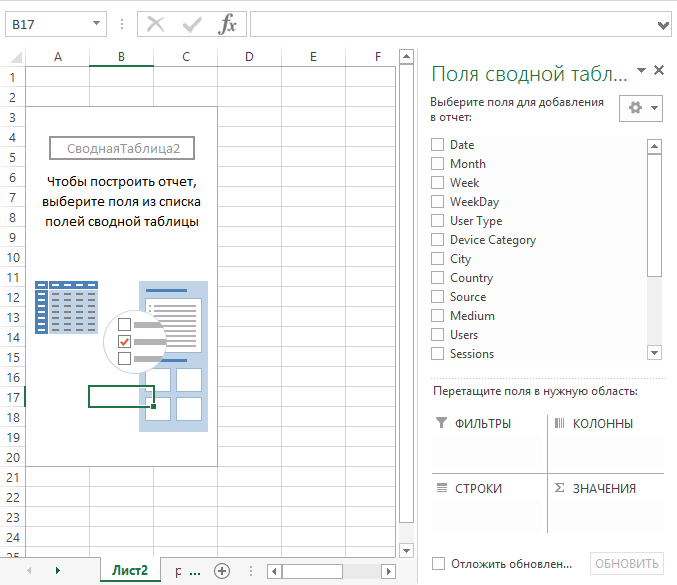 B17
fx
A B C D E F
Поля сводной табл...
Выберите поля для добавления
в отчет:
1
2
3
4
5
6
7
8
9
10
11
12
13
14
15
16
17
18
19
20
21
22
23
24
25
СводнаяТаблица2
Чтобы построить отчет,
выберите поля из списка
полей сводной таблицы
Date
Month
Week
WeekDay
User Type
Device Category
City
Country
Source
Medium
Users
Sessions
Перетащите поля в нужную область:
ФИЛЬТРЫ
КОЛОННЫ
СТРОКИ
Σ ЗНАЧЕНИЯ
Лист2
р ...
Отложить обновлен...
ОБНОВИТЬ